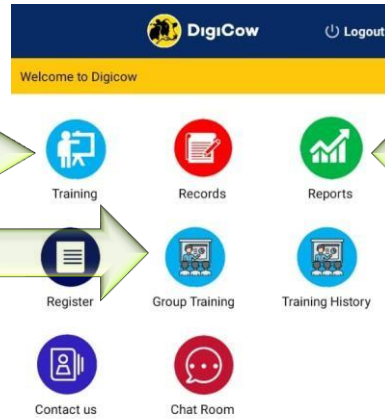 DigiCow
Logout
Welcome to Digicow
Training
Records
Reports
Register
Group Training
Training History
Contact us
Chat Room